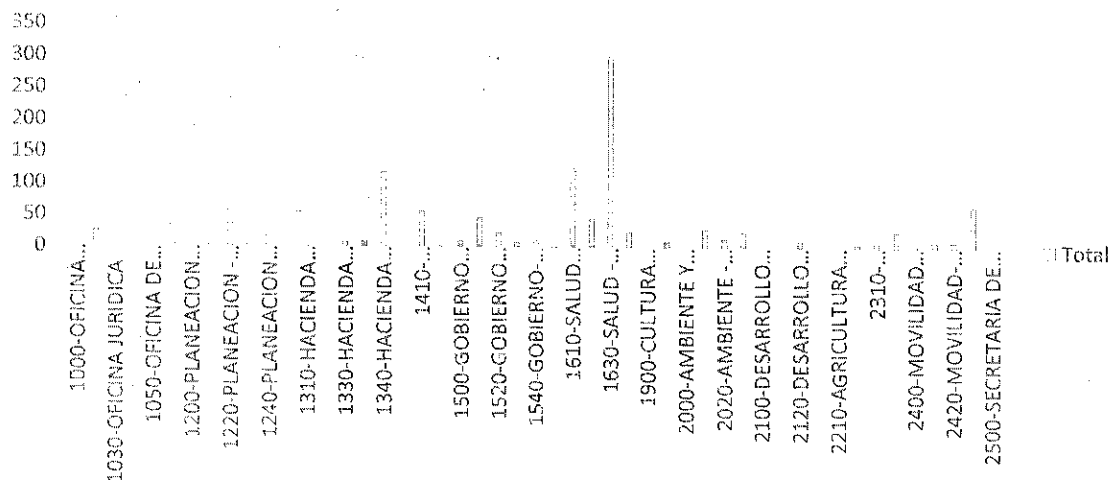 350
300
250
200
150
100
50
0
1000-OFICINA...
1030-OFICINA JURIDICA
1050-OFICINA DE...
1200-PLANEACION...
1220-PLANEACION -...
1240-PLANEACION...
1310-HACIENDA...
1330-HACIENDA...
1340-HACIENDA...
1410-...
1500-GOBIERNO...
1520-GOBIERNO...
1540-GOBIERNO-...
1610-SALUD...
1630-SALUD -...
1900-CULTURA...
2000-AMBIENTE Y...
2020-AMBIENTE -...
2100-DESARROLLO...
2120-DESARROLLO...
2210-AGRICULTURA...
2310-...
2400-MOVILIDAD...
2420-MOVILIDAD-...
2500-SECRETARIA DE...
Total